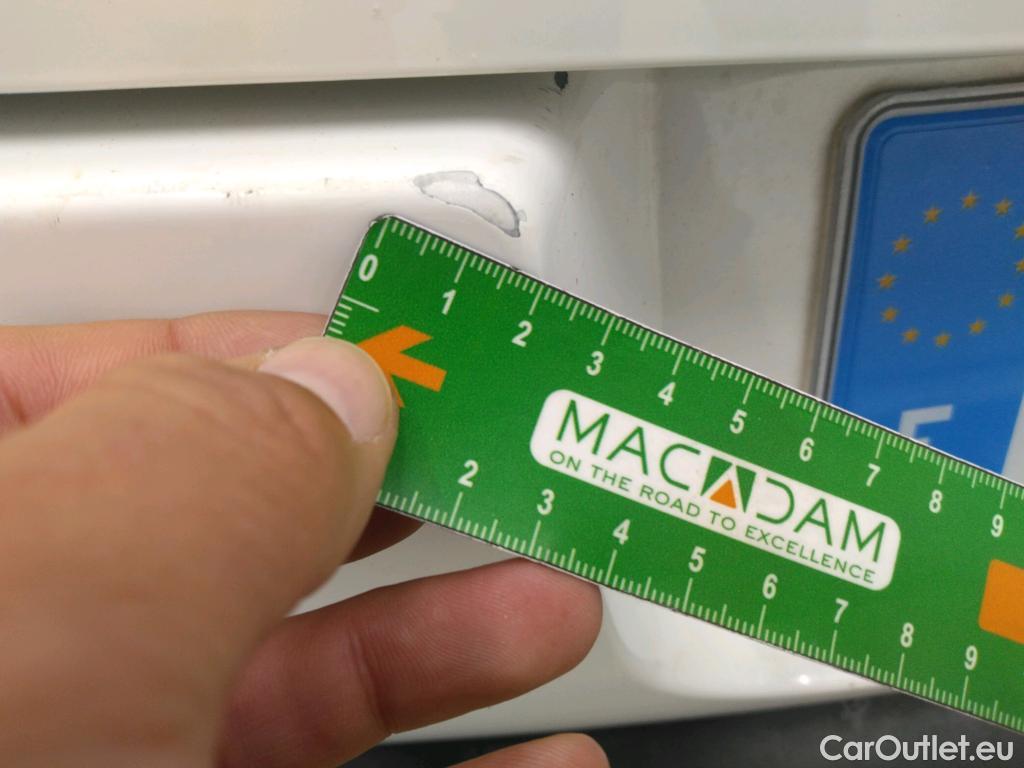 0 1 2 3 4 5 6 7 8 9
MACADAM
ON THE ROAD TO EXCELLENCE
2 3 4 5 6 7 8 9
E
CarOutlet.eu